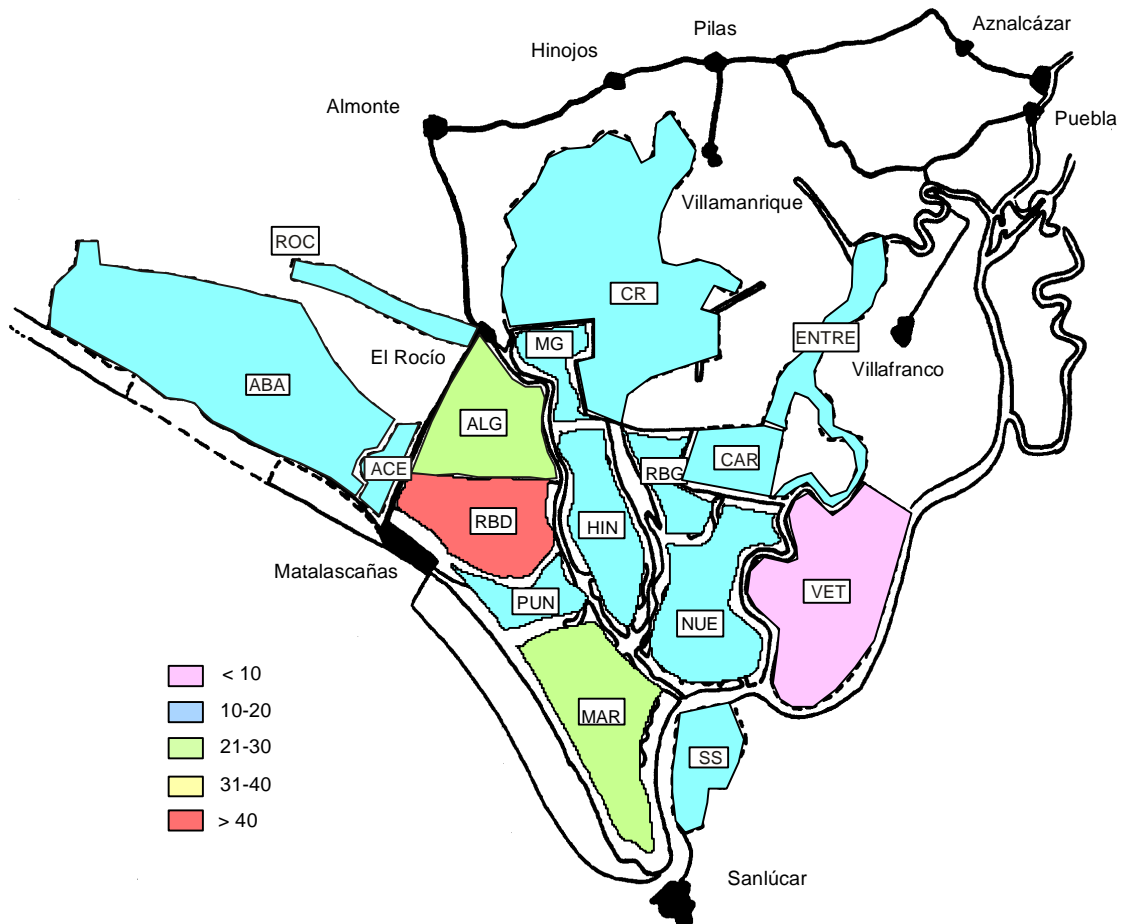 Aznalcázar
Pilas
Hinojos
Almonte
Puebla
Villamanrique
ROC
CR
ENTRE
MG
El Rocío
Villafranco
ABA
ALG
ACE
RBG
CAR
RBD
HIN
Matalascañas
PUN
VET
NUE
< 10
10-20
MAR
21-30
SS
31-40
> 40
Sanlúcar